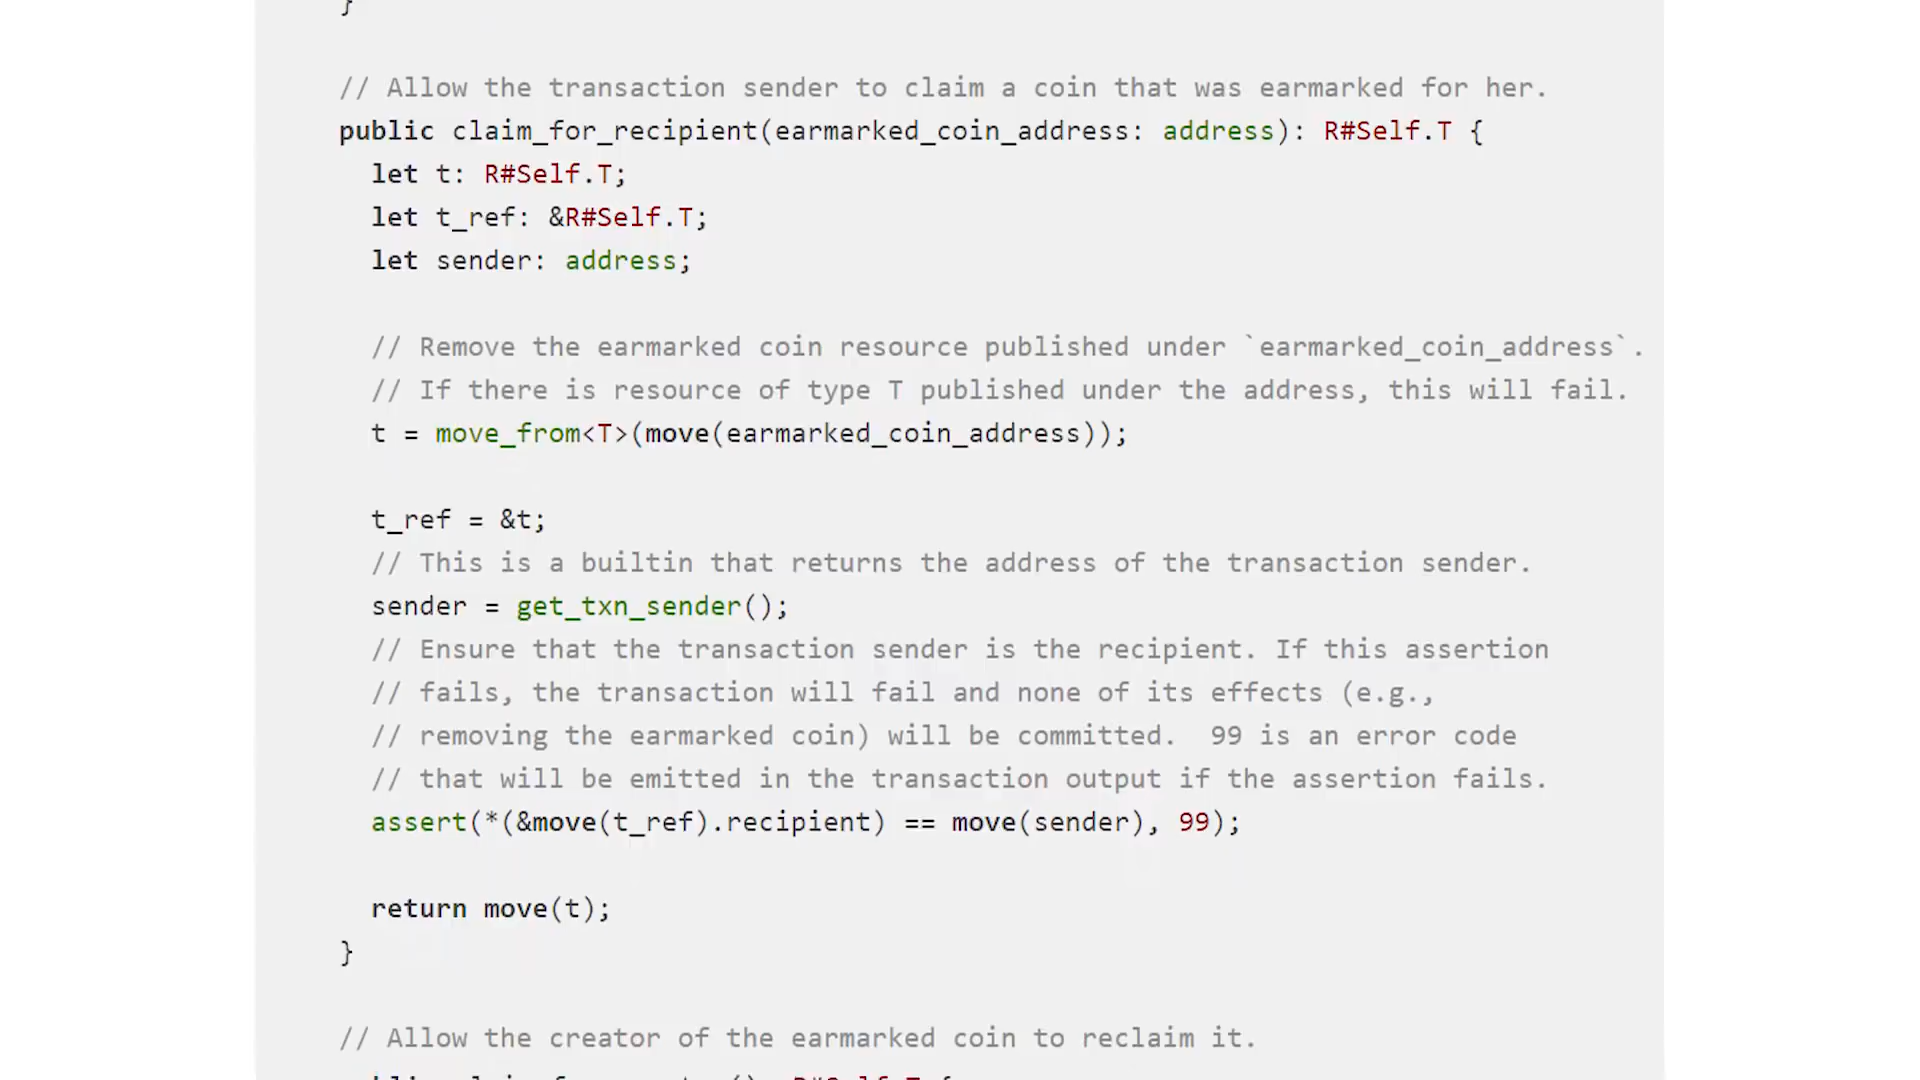 }
// Allow the transaction sender to claim a coin that was earmarked for her.
public claim_for_recipient(earmarked_coin_address: address): R#Self.T {
let t: R#Self.T;
let t_ref: &R#Self.T;
let sender: address;
// Remove the earmarked coin resource published under `earmarked_coin_address`.
// If there is resource of type T published under the address, this will fail.
t = move_from<T>(move(earmarked_coin_address));
t_ref = &t;
// This is a builtin that returns the address of the transaction sender.
sender = get_txn_sender();
// Ensure that the transaction sender is the recipient. If this assertion
// fails, the transaction will fail and none of its effects (e.g.,
// removing the earmarked coin) will be committed.  99 is an error code
// that will be emitted in the transaction output if the assertion fails.
assert(*(&move(t_ref).recipient) == move(sender), 99);
return move(t);
}
// Allow the creator of the earmarked coin to reclaim it.